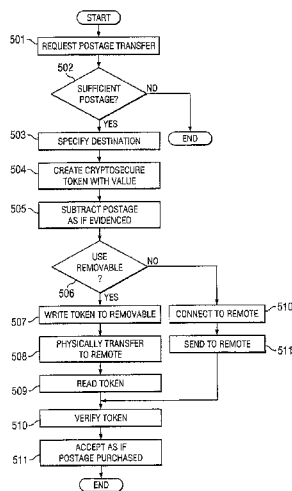 START
501
REQUEST POSTAGE TRANSFER
502
SUFFICIENT
POSTAGE?
NO
YES
END
503
SPECIFY DESTINATION
504
CREATE CRYPTOSECURE
TOKEN WITH VALUE
505
SUBTRACT POSTAGE
AS IF EVIDENCED
USE
REMOVABLE
?
506
NO
YES
507
WRITE TOKEN TO REMOVABLE
CONNECT TO REMOTE
510
508
PHYSICALLY TRANSFER
TO REMOTE
SEND TO REMOTE
511
509
READ TOKEN
510
VERIFY TOKEN
511
ACCEPT AS IF
POSTAGE PURCHASED
END